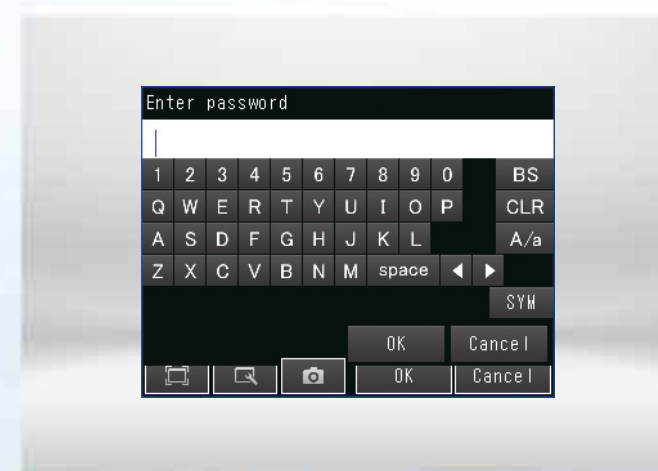 Enter password
1 2 3 4 5 6 7 8 9 0 BS
Q W E R T Y U I O P CLR
A S D F G H J K L A/a
Z X C V B N M space
SYM
OK Cancel
OK Cancel